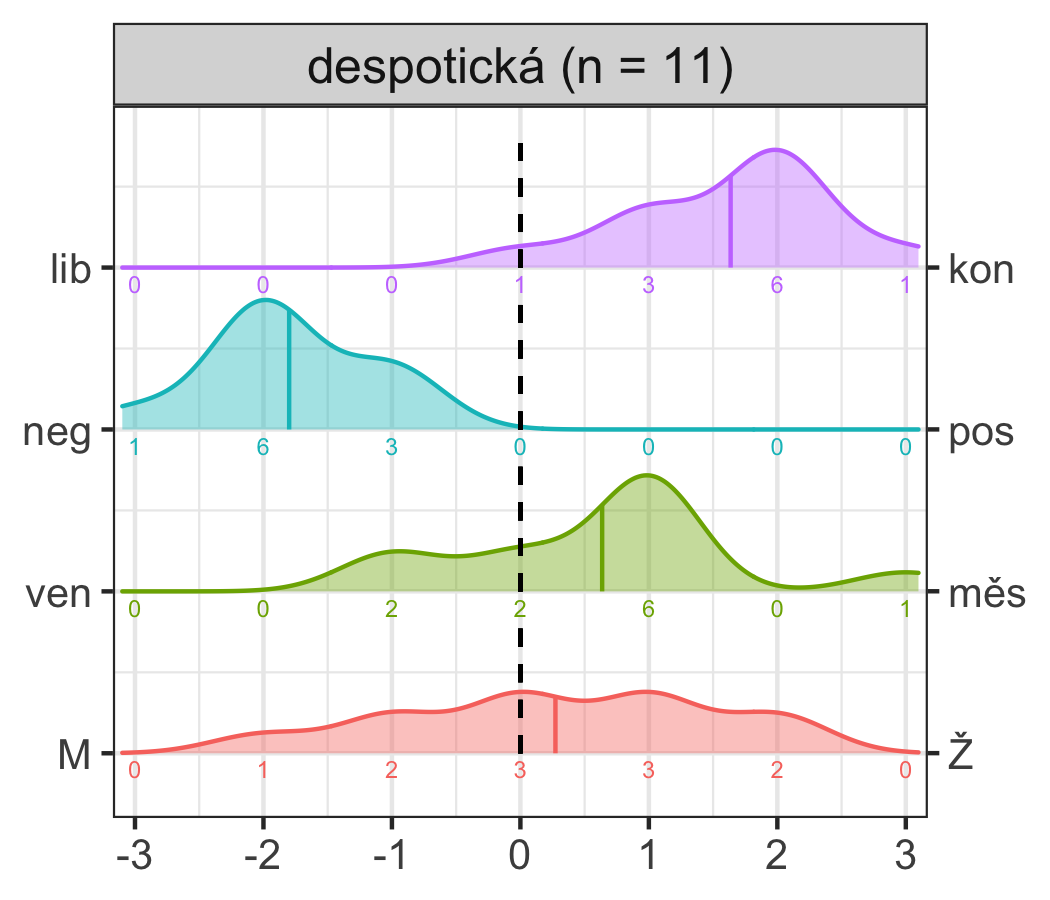 despotická (n = 11)
lib kon
0 0 0 1 3 6 1
neg pos
1 6 3 0 0 0 0
ven měs
0 0 2 2 6 0 1
M Ž
0 1 2 3 3 2 0
-3 -2 -1 0 1 2 3